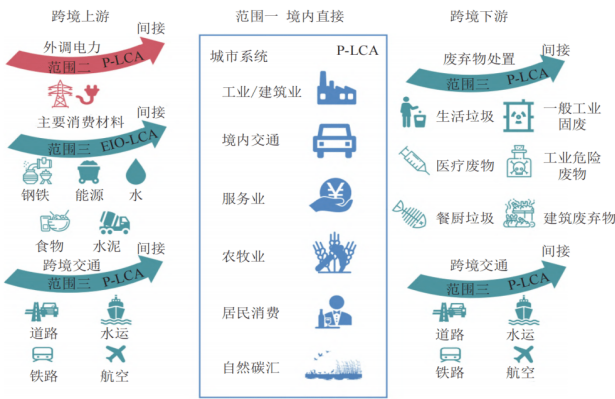 跨境上游
间接
外调电力
范围二 P-LCA
主要消费材料
间接
范围三 EIO-LCA
钢铁 能源 水
食物 水泥
间接
跨境交通
范围三 P-LCA
道路 水运
铁路 航空
范围一 境内直接
城市系统 P-LCA
工业/建筑业
境内交通
服务业
农牧业
居民消费
自然碳汇
跨境下游
间接
废弃物处置
范围三 P-LCA
生活垃圾 一般工业
固废
医疗废物 工业危险
废物
餐厨垃圾 建筑废弃物
间接
跨境交通
范围三 P-LCA
道路 水运
铁路 航空